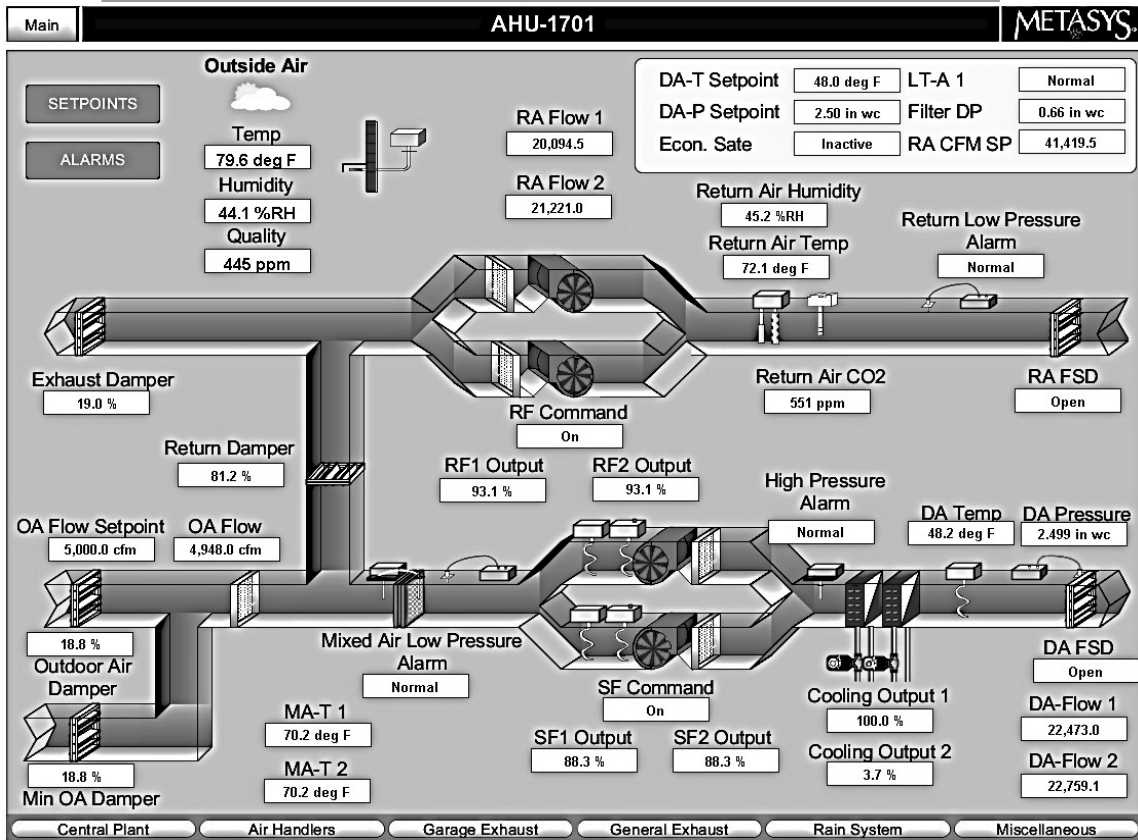 Main
AHU-1701
METASYS®
SETPOINTS
ALARMS
Outside Air
Temp
79.6 deg F
Humidity
44.1 %RH
Quality
445 ppm
RA Flow 1
20,094.5
RA Flow 2
21,221.0
DA-T Setpoint 48.0 deg F LT-A 1 Normal
DA-P Setpoint 2.50 in wc Filter DP 0.66 in wc
Econ. Sate Inactive RA CFM SP 41,419.5
Return Air Humidity
45.2 %RH
Return Air Temp
72.1 deg F
Return Low Pressure
Alarm
Normal
Exhaust Damper
19.0 %
Return Air CO2
551 ppm
RA FSD
Open
RF Command
On
Return Damper
81.2 %
RF1 Output
93.1 %
RF2 Output
93.1 %
High Pressure
Alarm
Normal
DA Temp
48.2 deg F
DA Pressure
2.499 in wc
OA Flow Setpoint
5,000.0 cfm
OA Flow
4,948.0 cfm
18.8 %
Outdoor Air
Damper
Mixed Air Low Pressure
Alarm
Normal
SF Command
On
DA FSD
Open
Cooling Output 1
100.0 %
Cooling Output 2
3.7 %
DA-Flow 1
22,473.0
DA-Flow 2
22,759.1
MA-T 1
70.2 deg F
MA-T 2
70.2 deg F
SF1 Output
88.3 %
SF2 Output
88.3 %
18.8 %
Min OA Damper
Central Plant
Air Handlers
Garage Exhaust
General Exhaust
Rain System
Miscellaneous